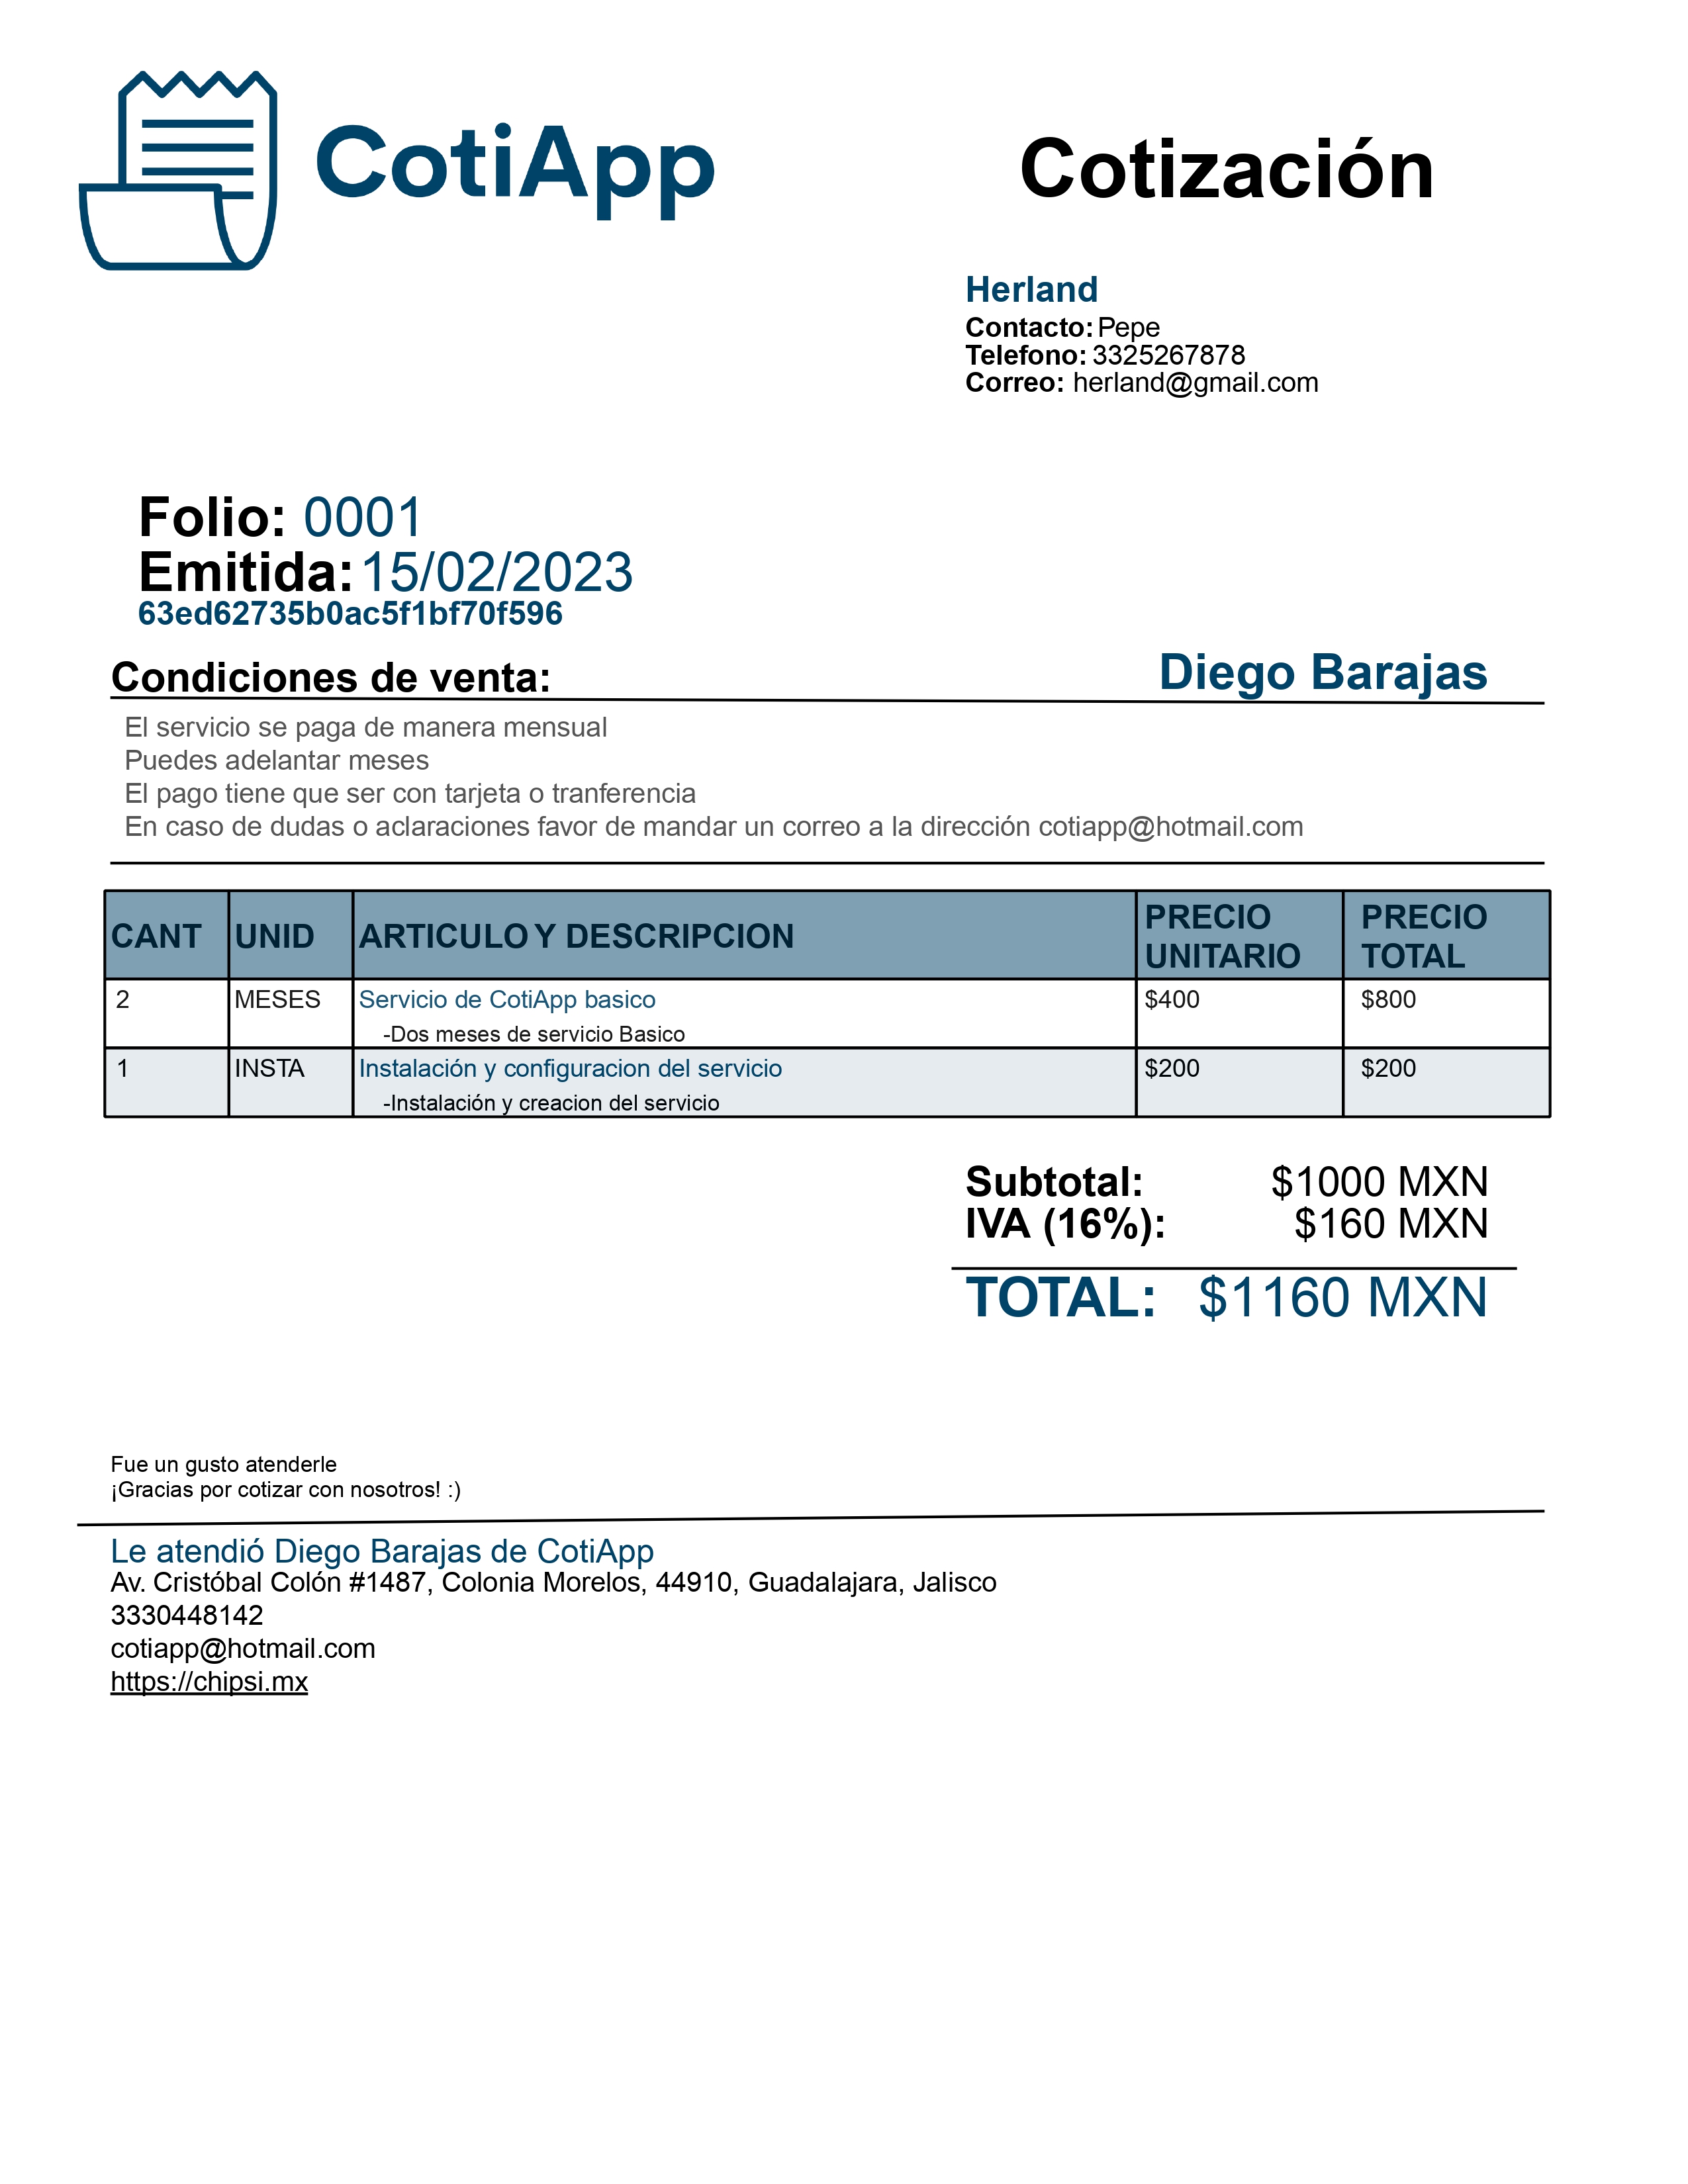 CotiApp
Cotización
Herland
Contacto: Pepe
Telefono: 3325267878
Correo: herland@gmail.com
Folio: 0001
Emitida: 15/02/2023
63ed62735b0ac5f1bf70f596
Condiciones de venta:
Diego Barajas
El servicio se paga de manera mensual
Puedes adelantar meses
El pago tiene que ser con tarjeta o tranferencia
En caso de dudas o aclaraciones favor de mandar un correo a la dirección cotiapp@hotmail.com
CANT UNID ARTICULO Y DESCRIPCION PRECIO UNITARIO PRECIO TOTAL
2 MESES Servicio de CotiApp basico $400 $800
-Dos meses de servicio Basico
1 INSTA Instalación y configuracion del servicio $200 $200
-Instalación y creacion del servicio
Subtotal: $1000 MXN
IVA (16%): $160 MXN
TOTAL: $1160 MXN
Fue un gusto atenderle
¡Gracias por cotizar con nosotros! :)
Le atendió Diego Barajas de CotiApp
Av. Cristóbal Colón #1487, Colonia Morelos, 44910, Guadalajara, Jalisco
3330448142
cotiapp@hotmail.com
https://chipsi.mx